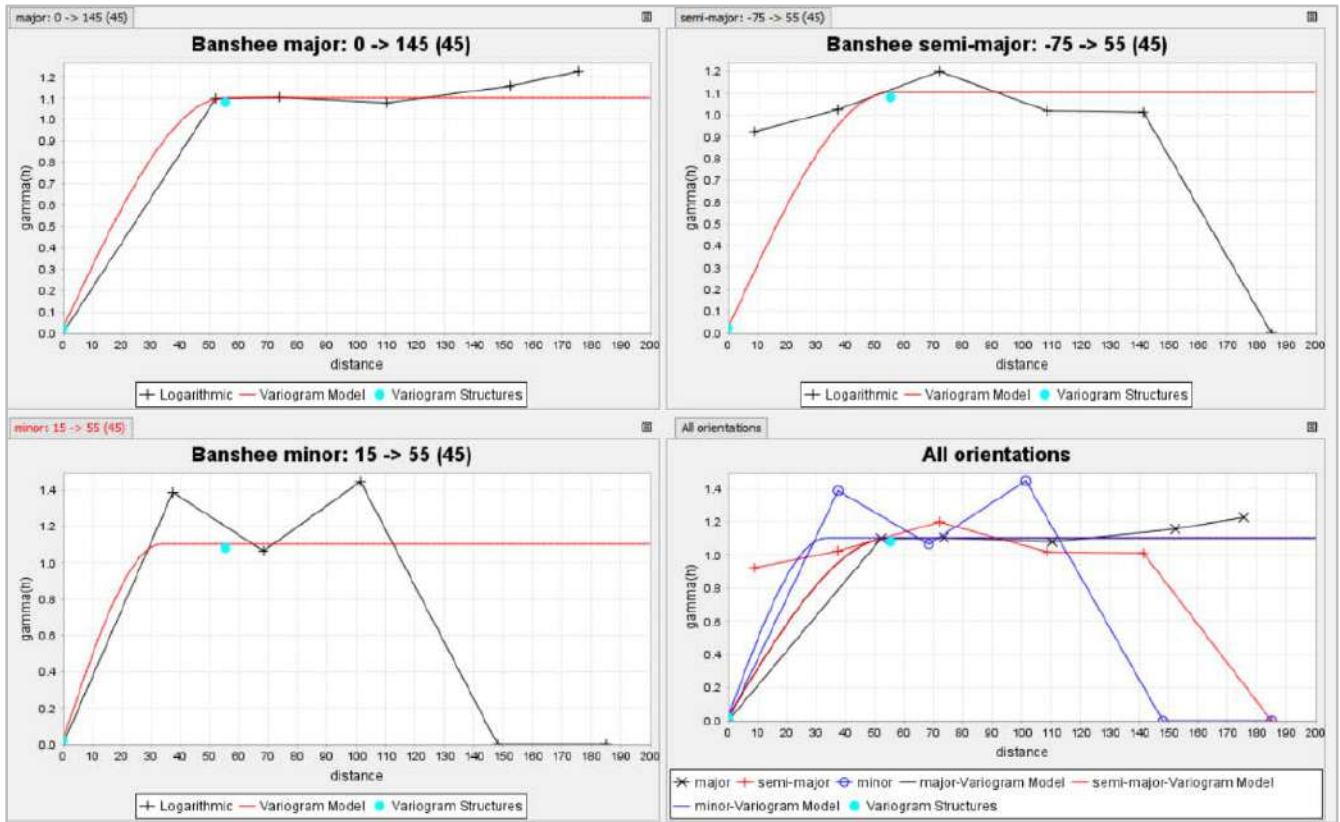 major: 0 -> 145 (45)
Banshee major: 0 -> 145 (45)
gamma(h)
1.2
1.1
1.0
0.9
0.8
0.7
0.6
0.5
0.4
0.3
0.2
0.1
0.0
0 10 20 30 40 50 60 70 80 90 100 110 120 130 140 150 160 170 180 190 200
distance
Logarithmic Variogram Model Variogram Structures
semi-major: -75 -> 55 (45)
Banshee semi-major: -75 -> 55 (45)
gamma(h)
1.2
1.1
1.0
0.9
0.8
0.7
0.6
0.5
0.4
0.3
0.2
0.1
0.0
0 10 20 30 40 50 60 70 80 90 100 110 120 130 140 150 160 170 180 190 200
distance
Logarithmic Variogram Model Variogram Structures
minor: 15 -> 55 (45)
Banshee minor: 15 -> 55 (45)
gamma(h)
1.4
1.2
1.0
0.8
0.6
0.4
0.2
0.0
0 10 20 30 40 50 60 70 80 90 100 110 120 130 140 150 160 170 180 190 200
distance
Logarithmic Variogram Model Variogram Structures
All orientations
All orientations
gamma(h)
1.4
1.2
1.0
0.8
0.6
0.4
0.2
0.0
0 10 20 30 40 50 60 70 80 90 100 110 120 130 140 150 160 170 180 190 200
distance
major semi-major minor major-Variogram Model semi-major-Variogram Model
minor-Variogram Model Variogram Structures